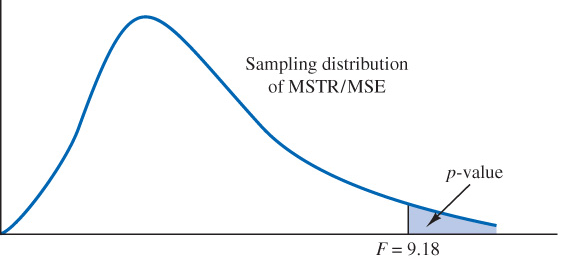 Sampling distribution
of MSTR/MSE
p-value
F = 9.18